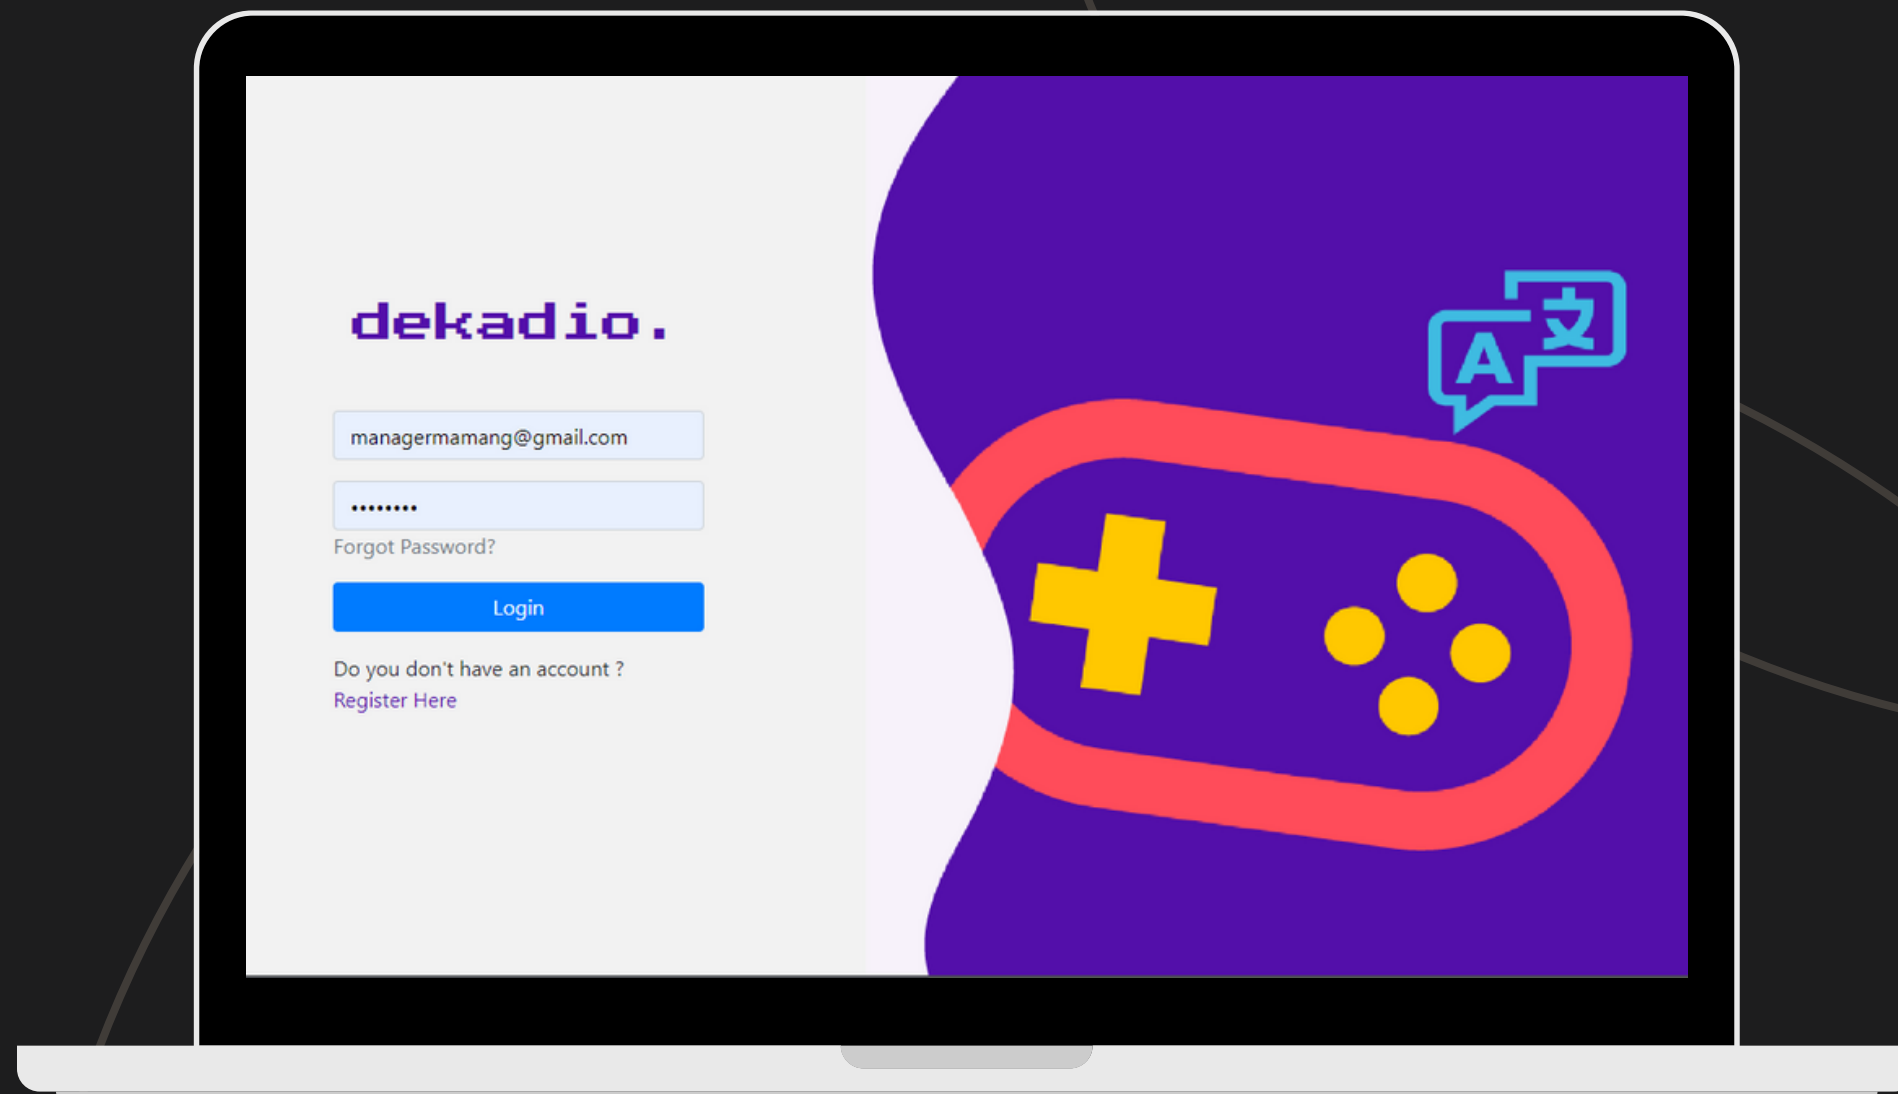 dekadio.
managermamang@gmail.com
••••••••
Forgot Password?
Login
Do you don't have an account ?
Register Here
A 文